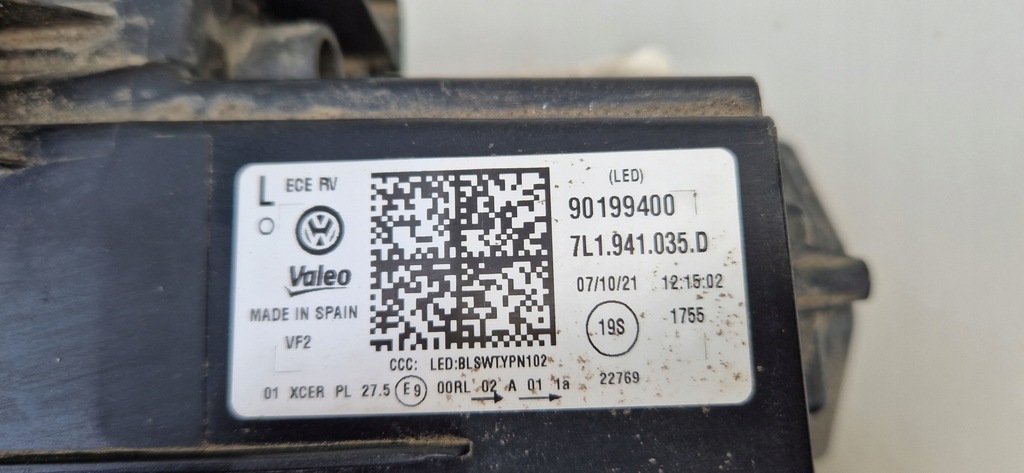 L ECE RV
O
Valeo
MADE IN SPAIN
VF2
(LED)
90199400
7L1.941.035.D
07/10/21 12:15:02
19S
1755
CCC: LED:BLSWTYPN102
01 XCER PL 27.5 E9 00RL 02 A 01 1a 22769